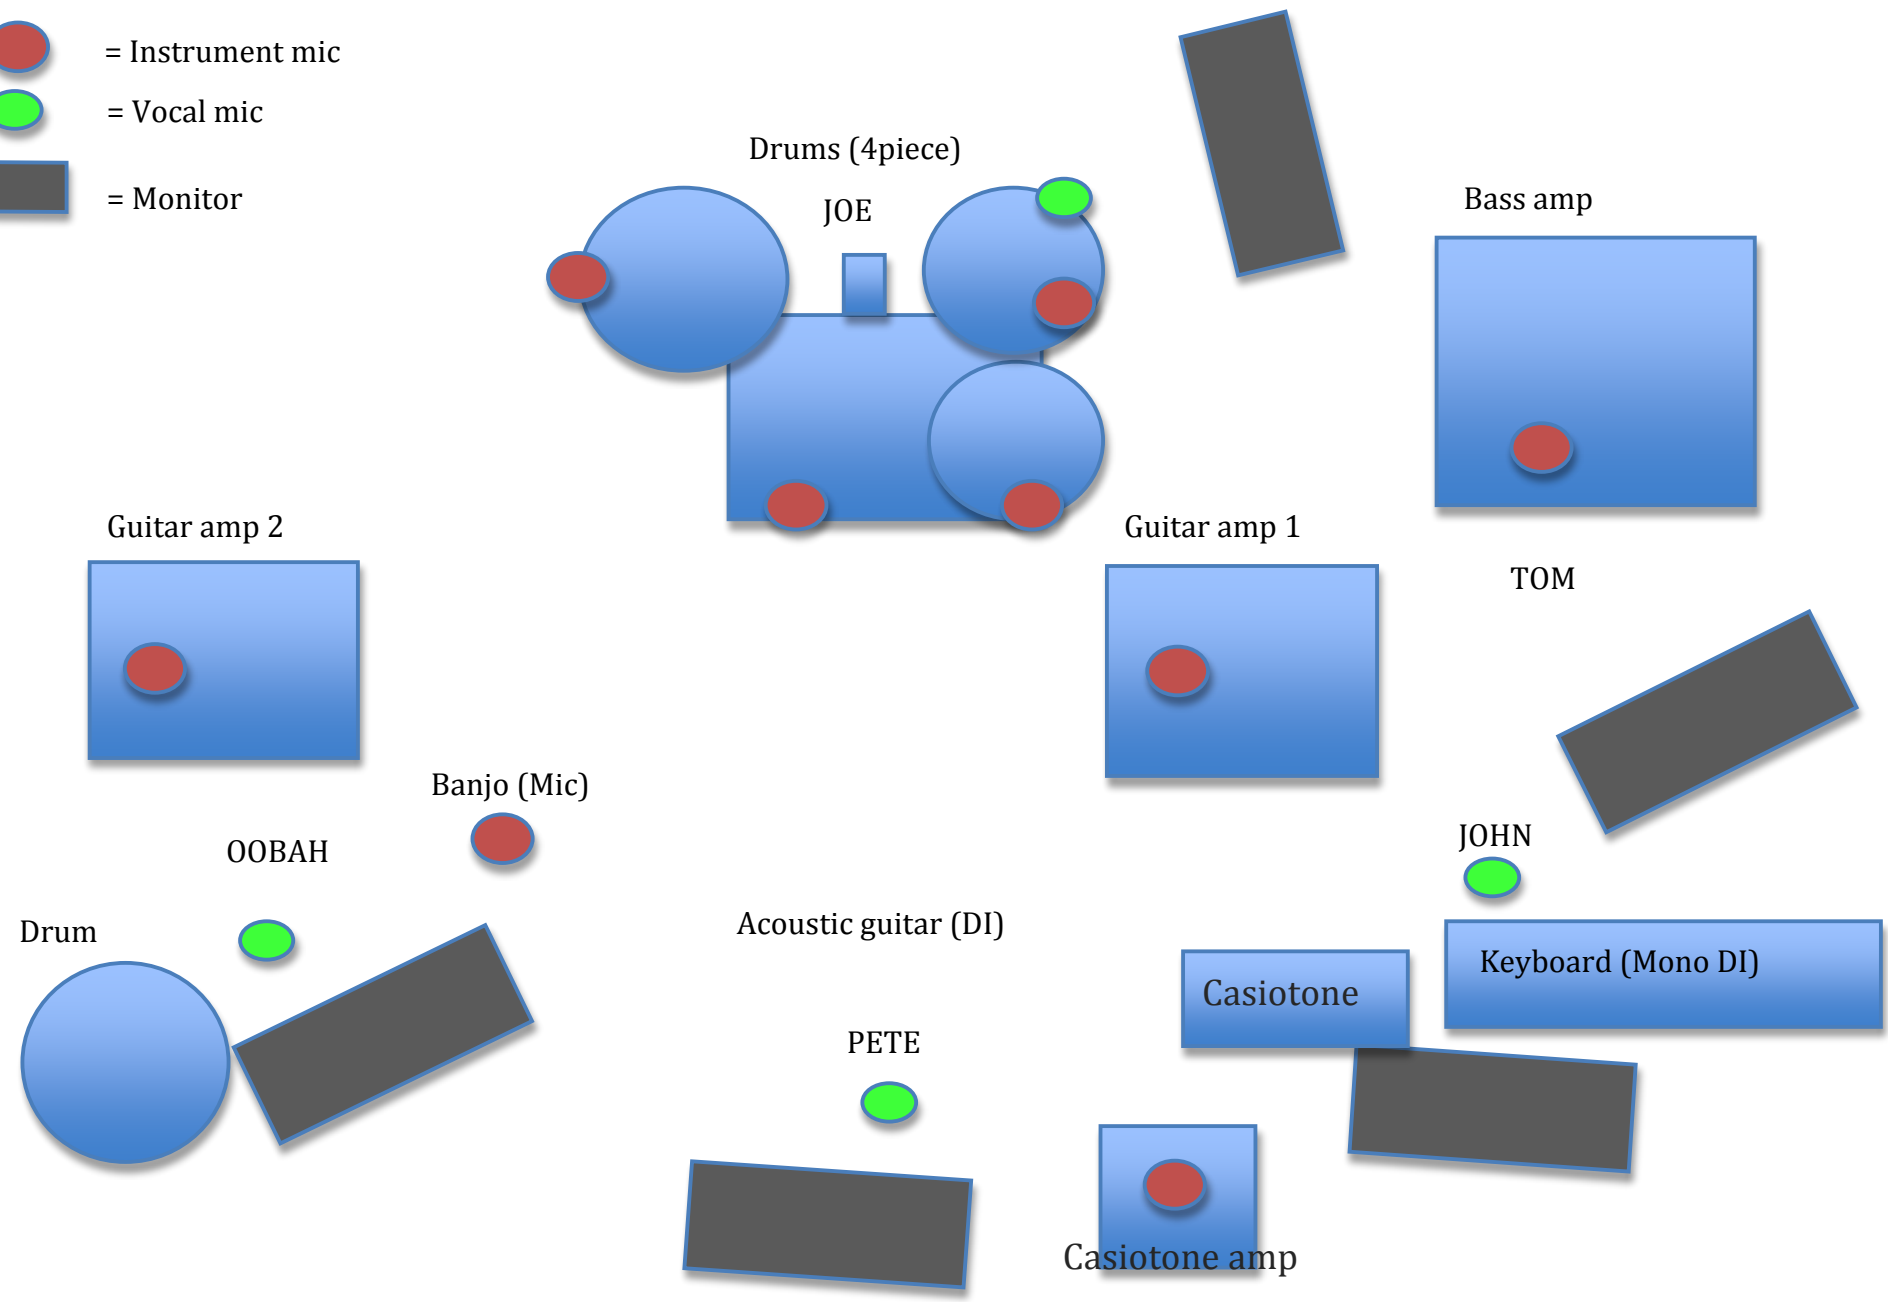 = Instrument mic
= Vocal mic
= Monitor
Drums (4piece)
JOE
Bass amp
Guitar amp 2
Guitar amp 1
TOM
Banjo (Mic)
OOBAH
JOHN
Drum
Acoustic guitar (DI)
Keyboard (Mono DI)
Casiotone
PETE
Casiotone amp